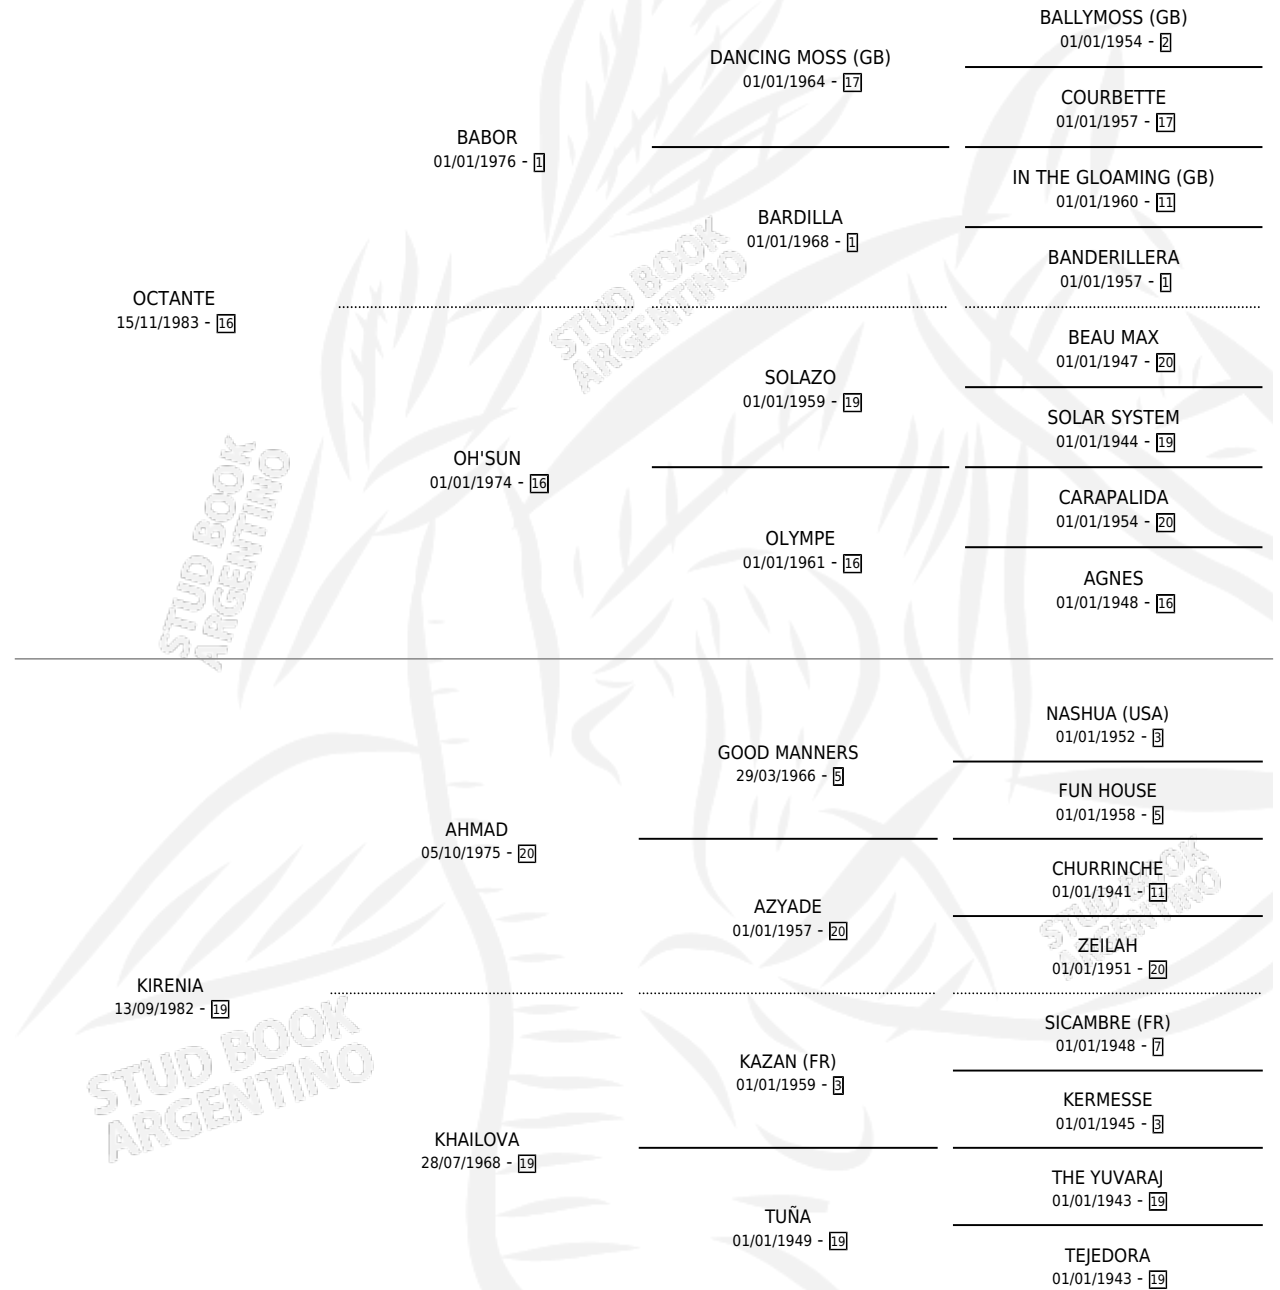 BALLYMOSS (GB)
01/01/1954 - 2
DANCING MOSS (GB)
01/01/1964 - 17
COURBETTE
01/01/1957 - 17
BABOR
01/01/1976 - 1
IN THE GLOAMING (GB)
01/01/1960 - 11
BARDILLA
01/01/1968 - 1
BANDERILLERA
01/01/1957 - 1
OCTANTE
15/11/1983 - 16
BEAU MAX
01/01/1947 - 20
SOLAZO
01/01/1959 - 19
SOLAR SYSTEM
01/01/1944 - 19
OH'SUN
01/01/1974 - 16
CARAPALIDA
01/01/1954 - 20
OLYMPE
01/01/1961 - 16
AGNES
01/01/1948 - 16
STUD BOOK
ARGENTINO
STUD BOOK
ARGENTINO
NASHUA (USA)
01/01/1952 - 3
GOOD MANNERS
29/03/1966 - 5
FUN HOUSE
01/01/1958 - 5
AHMAD
05/10/1975 - 20
CHURRINCHE
01/01/1941 - 11
AZYADE
01/01/1957 - 20
ZEILAH
01/01/1951 - 20
KIRENIA
13/09/1982 - 19
SICAMBRE (FR)
01/01/1948 - 7
KAZAN (FR)
01/01/1959 - 3
KERMESSE
01/01/1945 - 3
KHAILOVA
28/07/1968 - 19
THE YUVARAJ
01/01/1943 - 19
TUÑA
01/01/1949 - 19
TEJEDORA
01/01/1943 - 19
STUD BOOK
ARGENTINO
STUD BOOK
ARGENTINO